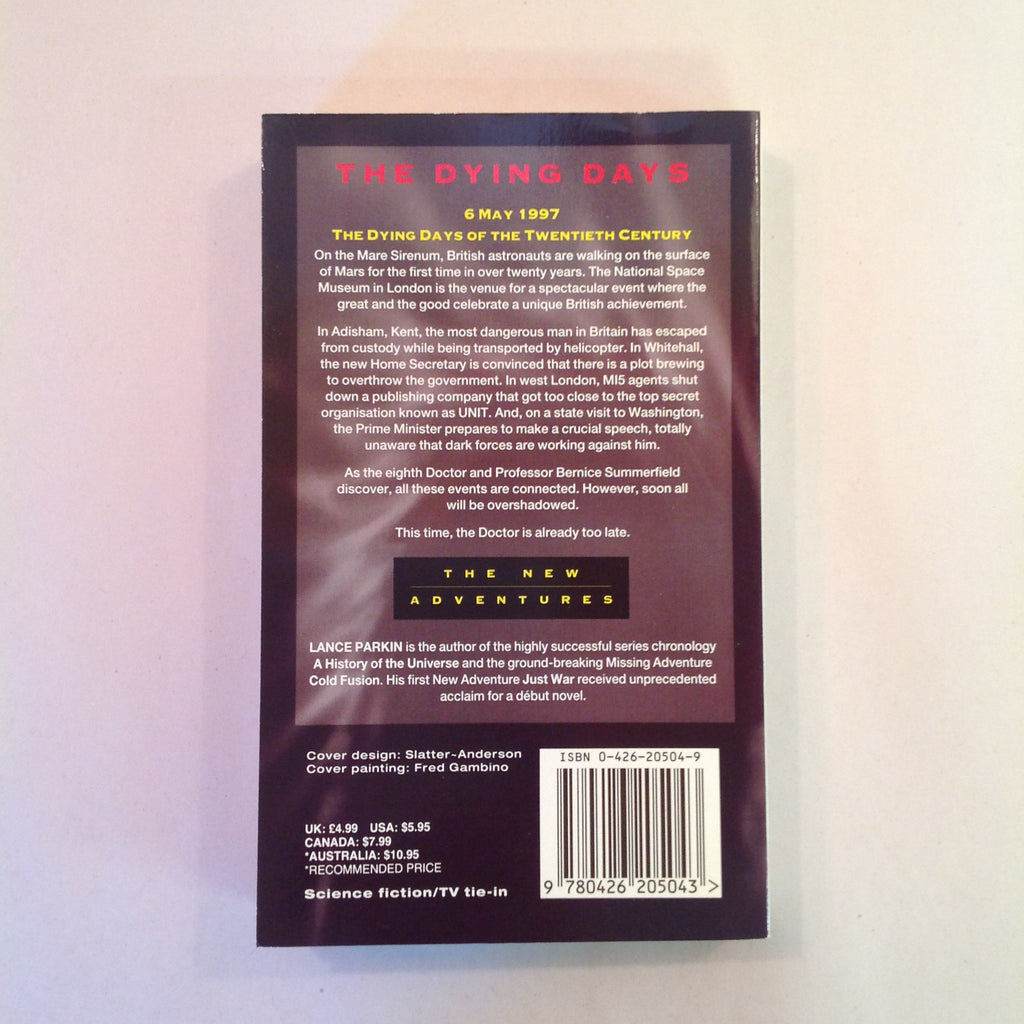 THE DYING DAYS
6 MAY 1997
THE DYING DAYS OF THE TWENTIETH CENTURY
On the Mare Sirenum, British astronauts are walking on the surface
of Mars for the first time in over twenty years. The National Space
Museum in London is the venue for a spectacular event where the
great and the good celebrate a unique British achievement.
In Adisham, Kent, the most dangerous man in Britain has escaped
from custody while being transported by helicopter. In Whitehall,
the new Home Secretary is convinced that there is a plot brewing
to overthrow the government. In west London, MI5 agents shut
down a publishing company that got too close to the top secret
organisation known as UNIT. And, on a state visit to Washington,
the Prime Minister prepares to make a crucial speech, totally
unaware that dark forces are working against him.
As the eighth Doctor and Professor Bernice Summerfield
discover, all these events are connected. However, soon all
will be overshadowed.
This time, the Doctor is already too late.
THE NEW
ADVENTURES
LANCE PARKIN is the author of the highly successful series chronology
A History of the Universe and the ground-breaking Missing Adventure
Cold Fusion. His first New Adventure Just War received unprecedented
acclaim for a début novel.
Cover design: Slatter~Anderson
Cover painting: Fred Gambino
UK: £4.99 USA: $5.95
CANADA: $7.99
*AUSTRALIA: $10.95
*RECOMMENDED PRICE
Science fiction/TV tie-in
ISBN 0-426-20504-9
9 780426 205043 >